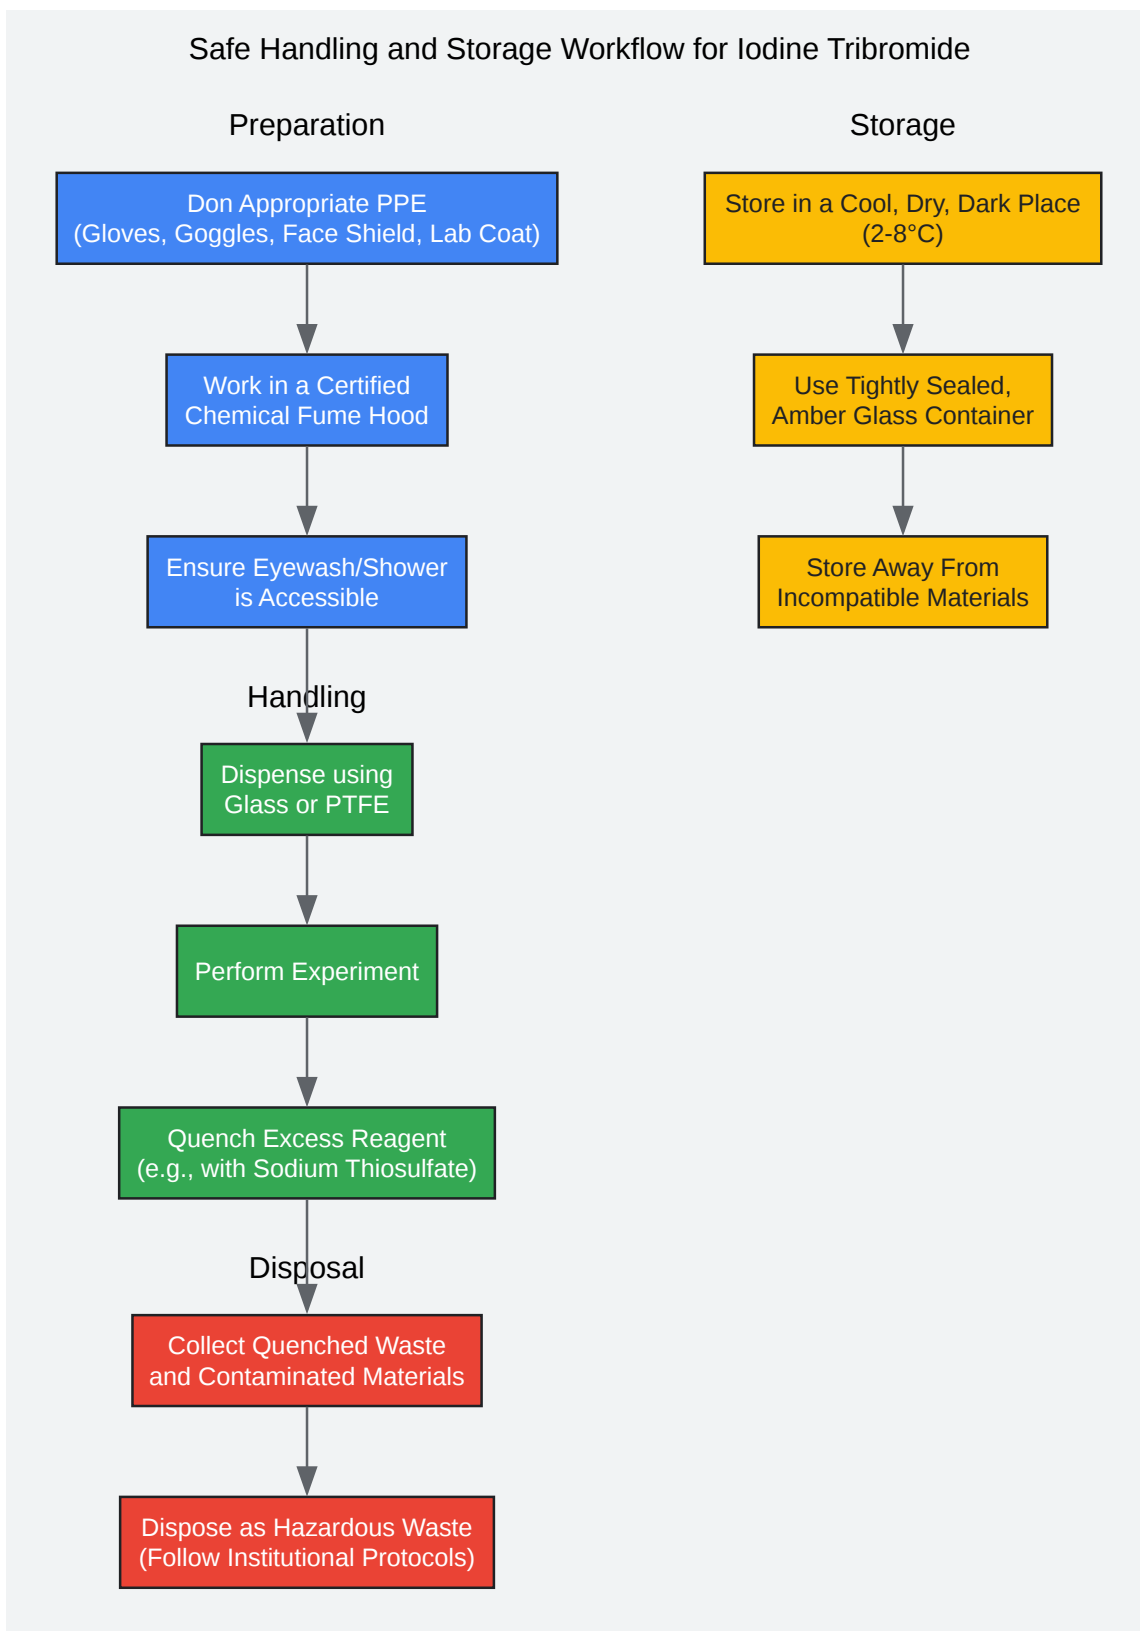 Safe Handling and Storage Workflow for Iodine Tribromide
Preparation
Don Appropriate PPE
(Gloves, Goggles, Face Shield, Lab Coat)
Work in a Certified
Chemical Fume Hood
Ensure Eyewash/Shower
is Accessible
Handling
Dispense using
Glass or PTFE
Perform Experiment
Quench Excess Reagent
(e.g., with Sodium Thiosulfate)
Disposal
Collect Quenched Waste
and Contaminated Materials
Dispose as Hazardous Waste
(Follow Institutional Protocols)
Storage
Store in a Cool, Dry, Dark Place
(2-8°C)
Use Tightly Sealed,
Amber Glass Container
Store Away From
Incompatible Materials